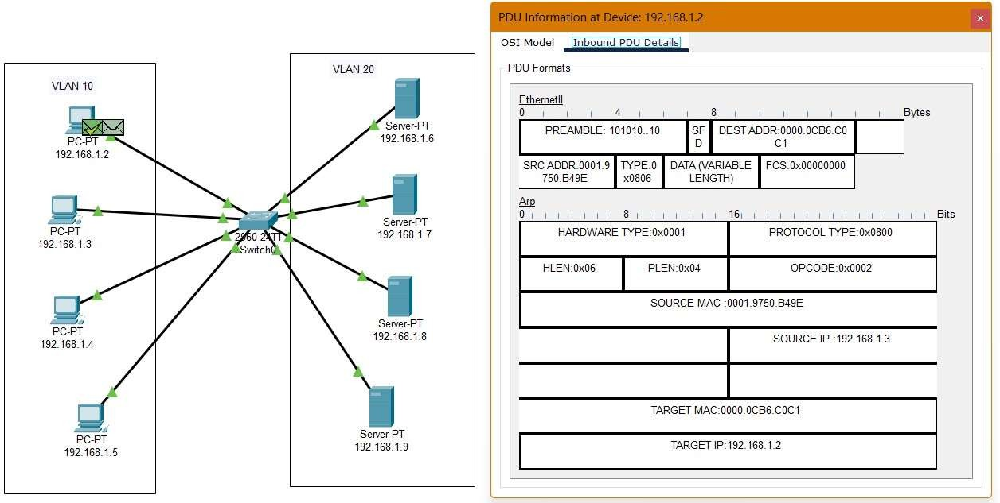 VLAN 10
PC-PT
192.168.1.2
PC-PT
192.168.1.3
PC-PT
192.168.1.4
PC-PT
192.168.1.5
2960-24TT
Switch0
VLAN 20
Server-PT
192.168.1.6
Server-PT
192.168.1.7
Server-PT
192.168.1.8
Server-PT
192.168.1.9
PDU Information at Device: 192.168.1.2
OSI Model Inbound PDU Details
PDU Formats
EthernetII
0 4 8 Bytes
PREAMBLE: 101010..10
SF
D
DEST ADDR:0000.0CB6.C0
C1
SRC ADDR:0001.9
750.B49E
TYPE:0
x0806
DATA (VARIABLE
LENGTH)
FCS:0x00000000
Arp
0 8 16 Bits
HARDWARE TYPE:0x0001 PROTOCOL TYPE:0x0800
HLEN:0x06 PLEN:0x04 OPCODE:0x0002
SOURCE MAC :0001.9750.B49E
SOURCE IP :192.168.1.3
TARGET MAC:0000.0CB6.C0C1
TARGET IP:192.168.1.2